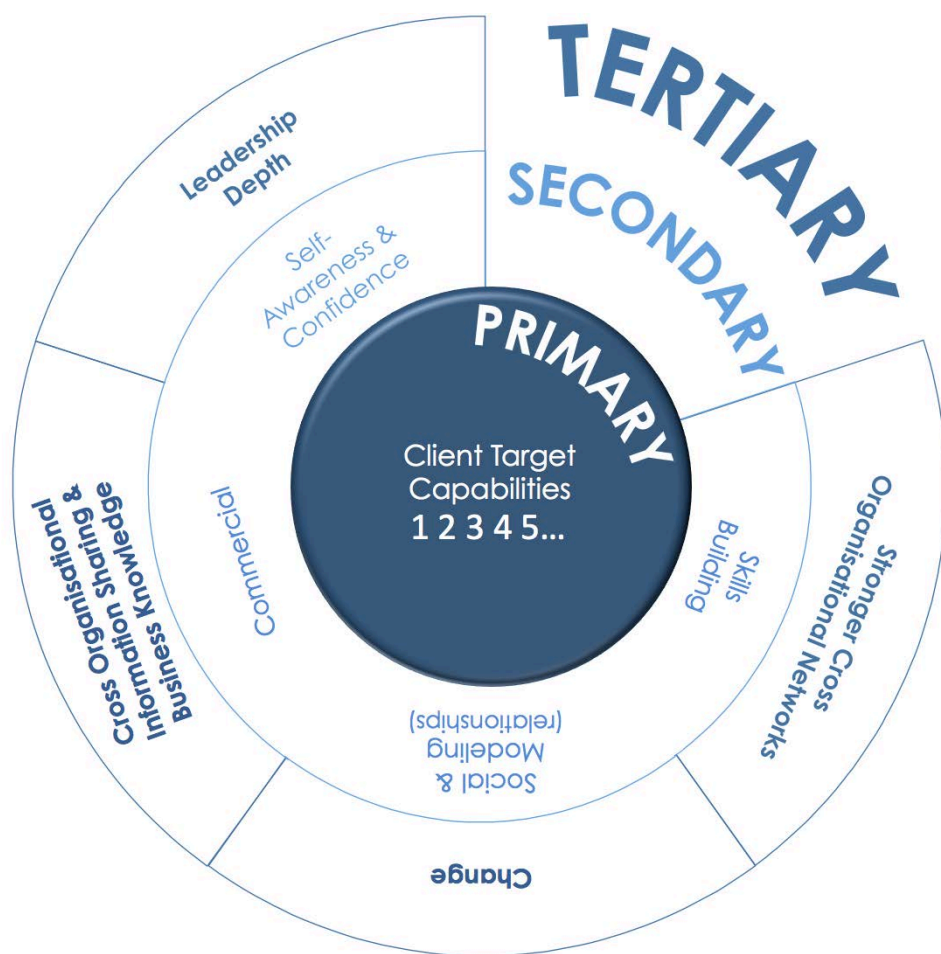 TERTIARY
SECONDARY
PRIMARY
Client Target
Capabilities
1 2 3 4 5...
Leadership
Depth
Self-
Awareness &
Confidence
Cross Organisational
Information Sharing &
Business Knowledge
Commercial
Skills
Building
Stronger Cross
Organisational Networks
Social &
Modeling
(relationships)
Change